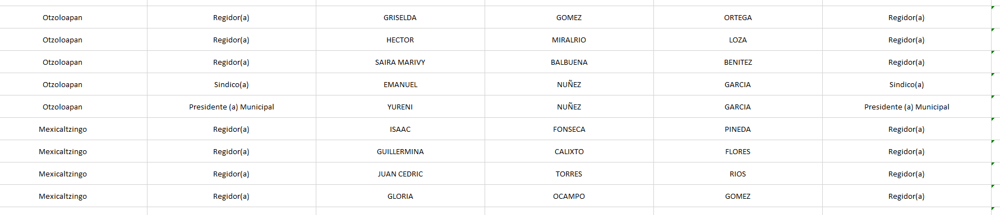 Otzoloapan Regidor(a) GRISELDA GOMEZ ORTEGA Regidor(a)
Otzoloapan Regidor(a) HECTOR MIRALRIO LOZA Regidor(a)
Otzoloapan Regidor(a) SAIRA MARIVY BALBUENA BENITEZ Regidor(a)
Otzoloapan Sindico(a) EMANUEL NUÑEZ GARCIA Sindico(a)
Otzoloapan Presidente (a) Municipal YURENI NUÑEZ GARCIA Presidente (a) Municipal
Mexicaltzingo Regidor(a) ISAAC FONSECA PINEDA Regidor(a)
Mexicaltzingo Regidor(a) GUILLERMINA CALIXTO FLORES Regidor(a)
Mexicaltzingo Regidor(a) JUAN CEDRIC TORRES RIOS Regidor(a)
Mexicaltzingo Regidor(a) GLORIA OCAMPO GOMEZ Regidor(a)